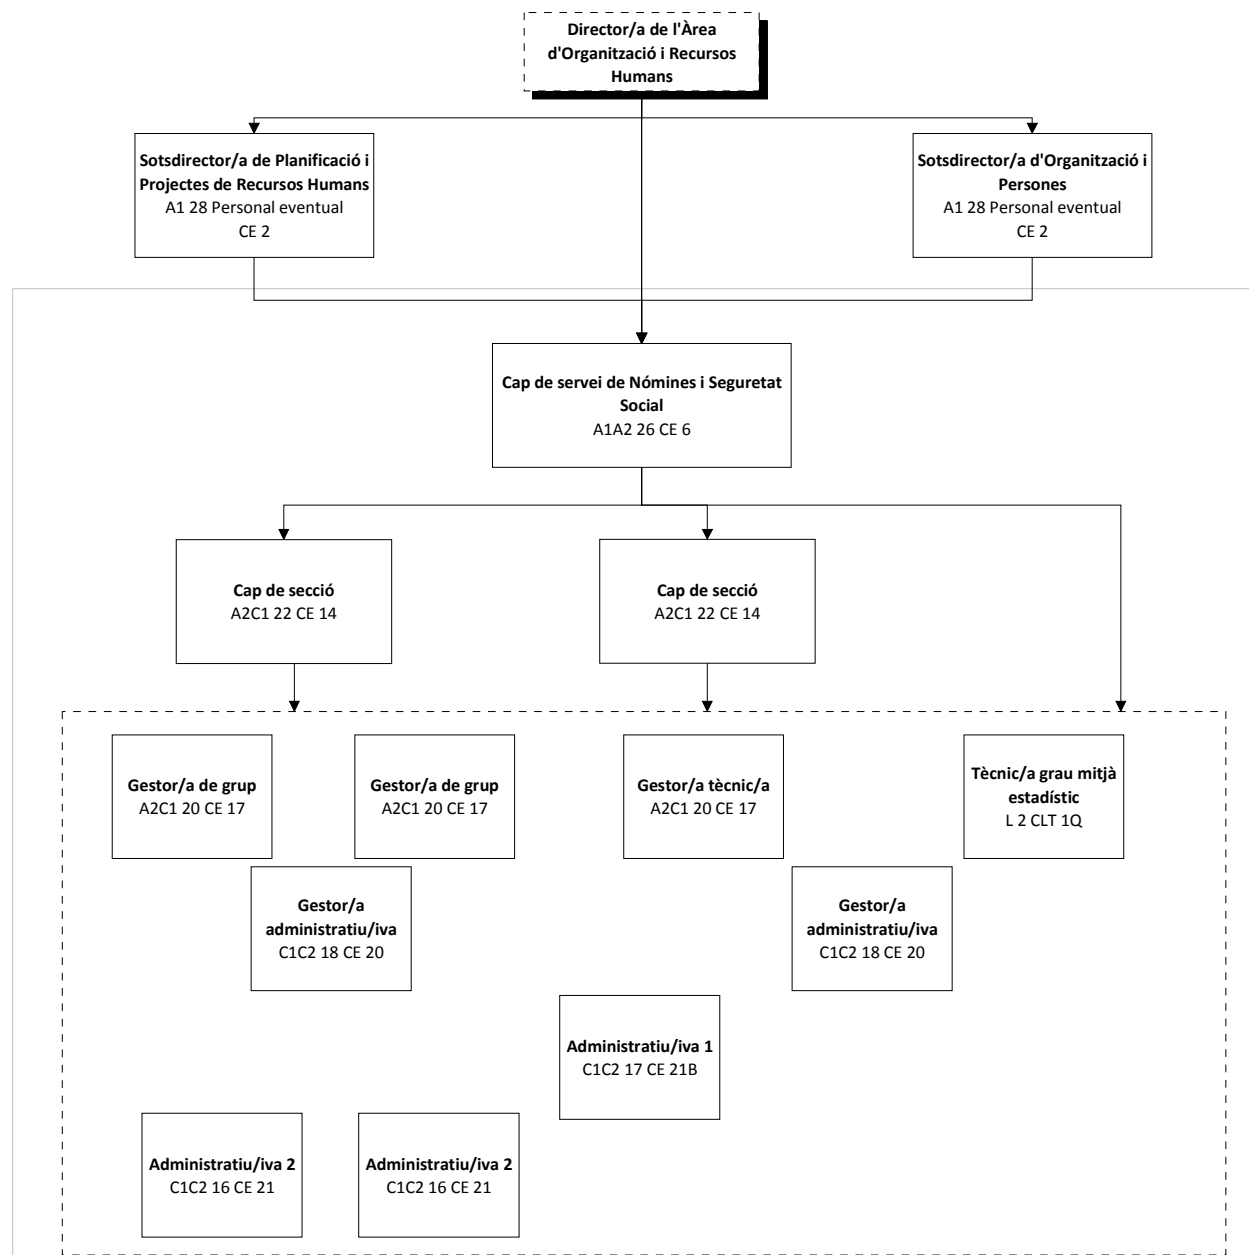 Director/a de l'Àrea
d'Organització i Recursos
Humans
Sotsdirector/a de Planificació i
Projectes de Recursos Humans
A1 28 Personal eventual
CE 2
Sotsdirector/a d'Organització i
Persones
A1 28 Personal eventual
CE 2
Cap de servei de Nómines i Seguretat
Social
A1A2 26 CE 6
Cap de secció
A2C1 22 CE 14
Cap de secció
A2C1 22 CE 14
Gestor/a de grup
A2C1 20 CE 17
Gestor/a de grup
A2C1 20 CE 17
Gestor/a tècnic/a
A2C1 20 CE 17
Tècnic/a grau mitjà
estadístic
L 2 CLT 1Q
Gestor/a
administratiu/iva
C1C2 18 CE 20
Gestor/a
administratiu/iva
C1C2 18 CE 20
Administratiu/iva 1
C1C2 17 CE 21B
Administratiu/iva 2
C1C2 16 CE 21
Administratiu/iva 2
C1C2 16 CE 21